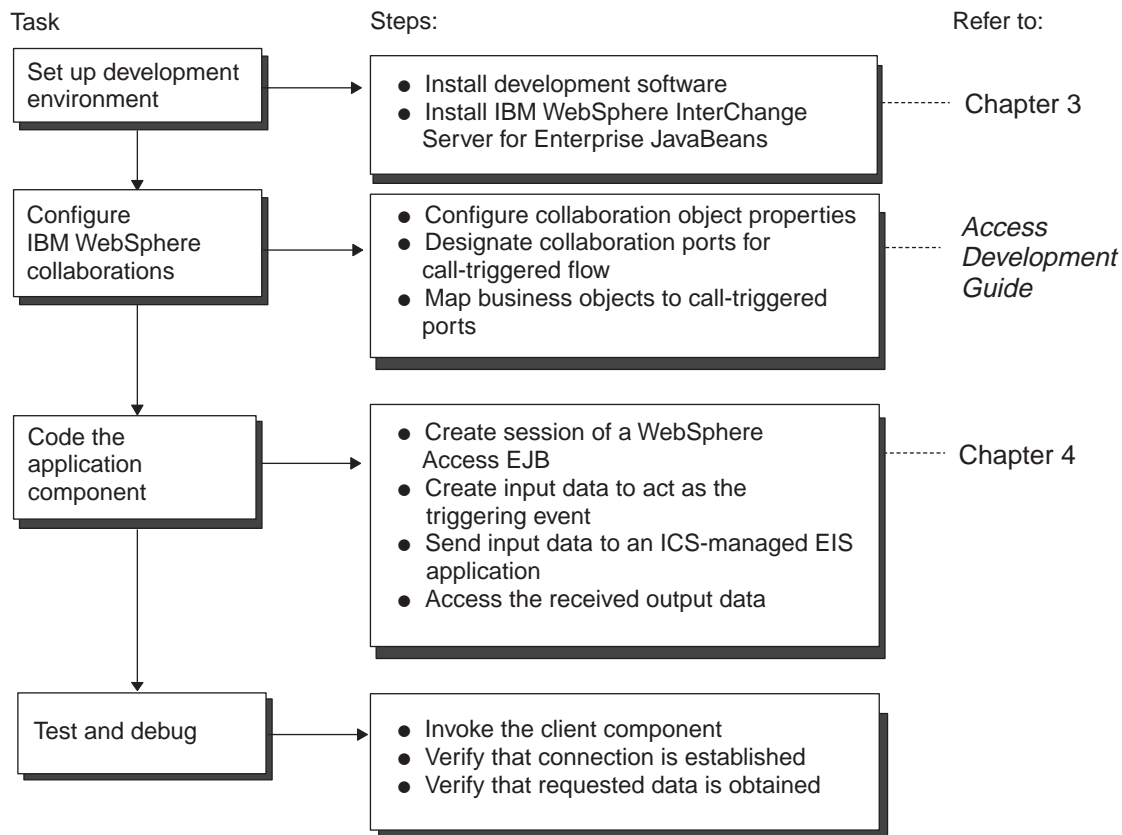 Task
Steps:
Refer to:
Set up development
environment
● Install development software
● Install IBM WebSphere InterChange
Server for Enterprise JavaBeans
Chapter 3
Configure
IBM WebSphere
collaborations
● Configure collaboration object properties
● Designate collaboration ports for
call-triggered flow
● Map business objects to call-triggered
ports
Access
Development
Guide
Code the
application
component
● Create session of a WebSphere
Access EJB
● Create input data to act as the
triggering event
● Send input data to an ICS-managed EIS
application
● Access the received output data
Chapter 4
Test and debug
● Invoke the client component
● Verify that connection is established
● Verify that requested data is obtained